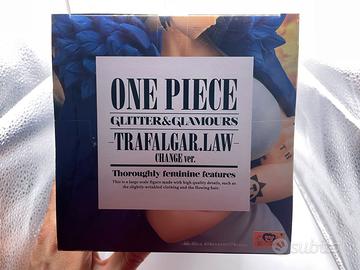 ONE PIECE
GLITTER&GLAMOURS
TRAFALGAR.LAW
CHANGE ver.
Thoroughly feminine features
This is a large-scale figure made with high quality details, such as
the slightly wrinkled clothing and the flowing hair.
subito